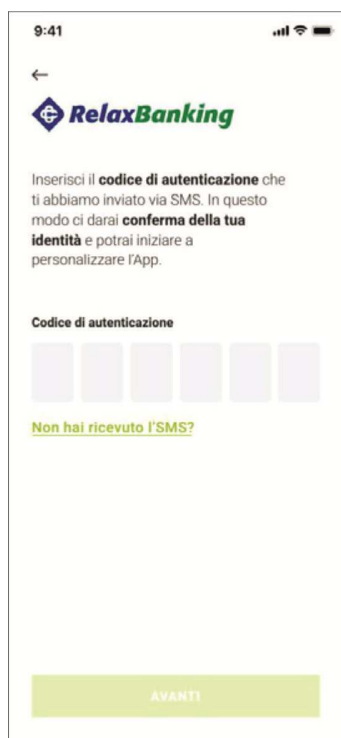 9:41
RelaxBanking
Inserisci il codice di autenticazione che
ti abbiamo inviato via SMS. In questo
modo ci darai conferma della tua
identità e potrai iniziare a
personalizzare l'App.
Codice di autenticazione
Non hai ricevuto l'SMS?
AVANTI